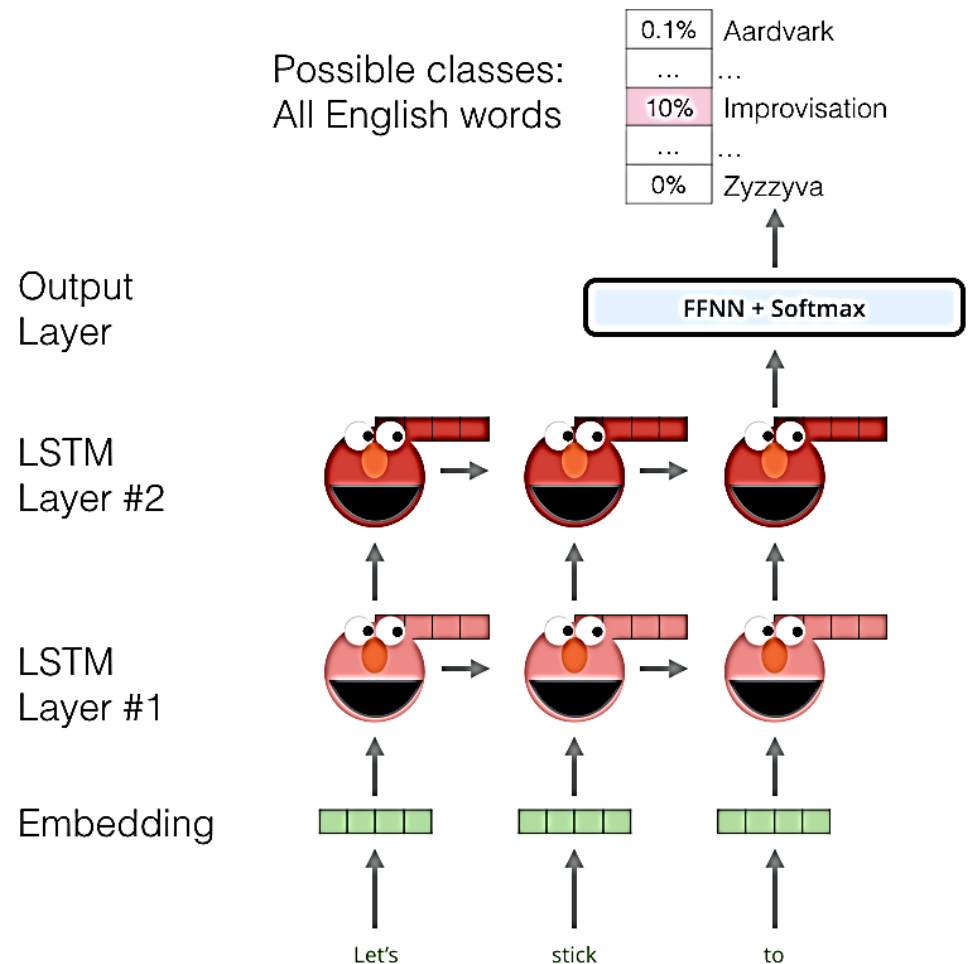 Possible classes:
All English words
0.1% Aardvark
... ...
10% Improvisation
... ...
0% Zyzzyva
Output
Layer
FFNN + Softmax
LSTM
Layer #2
LSTM
Layer #1
Embedding
Let's stick to